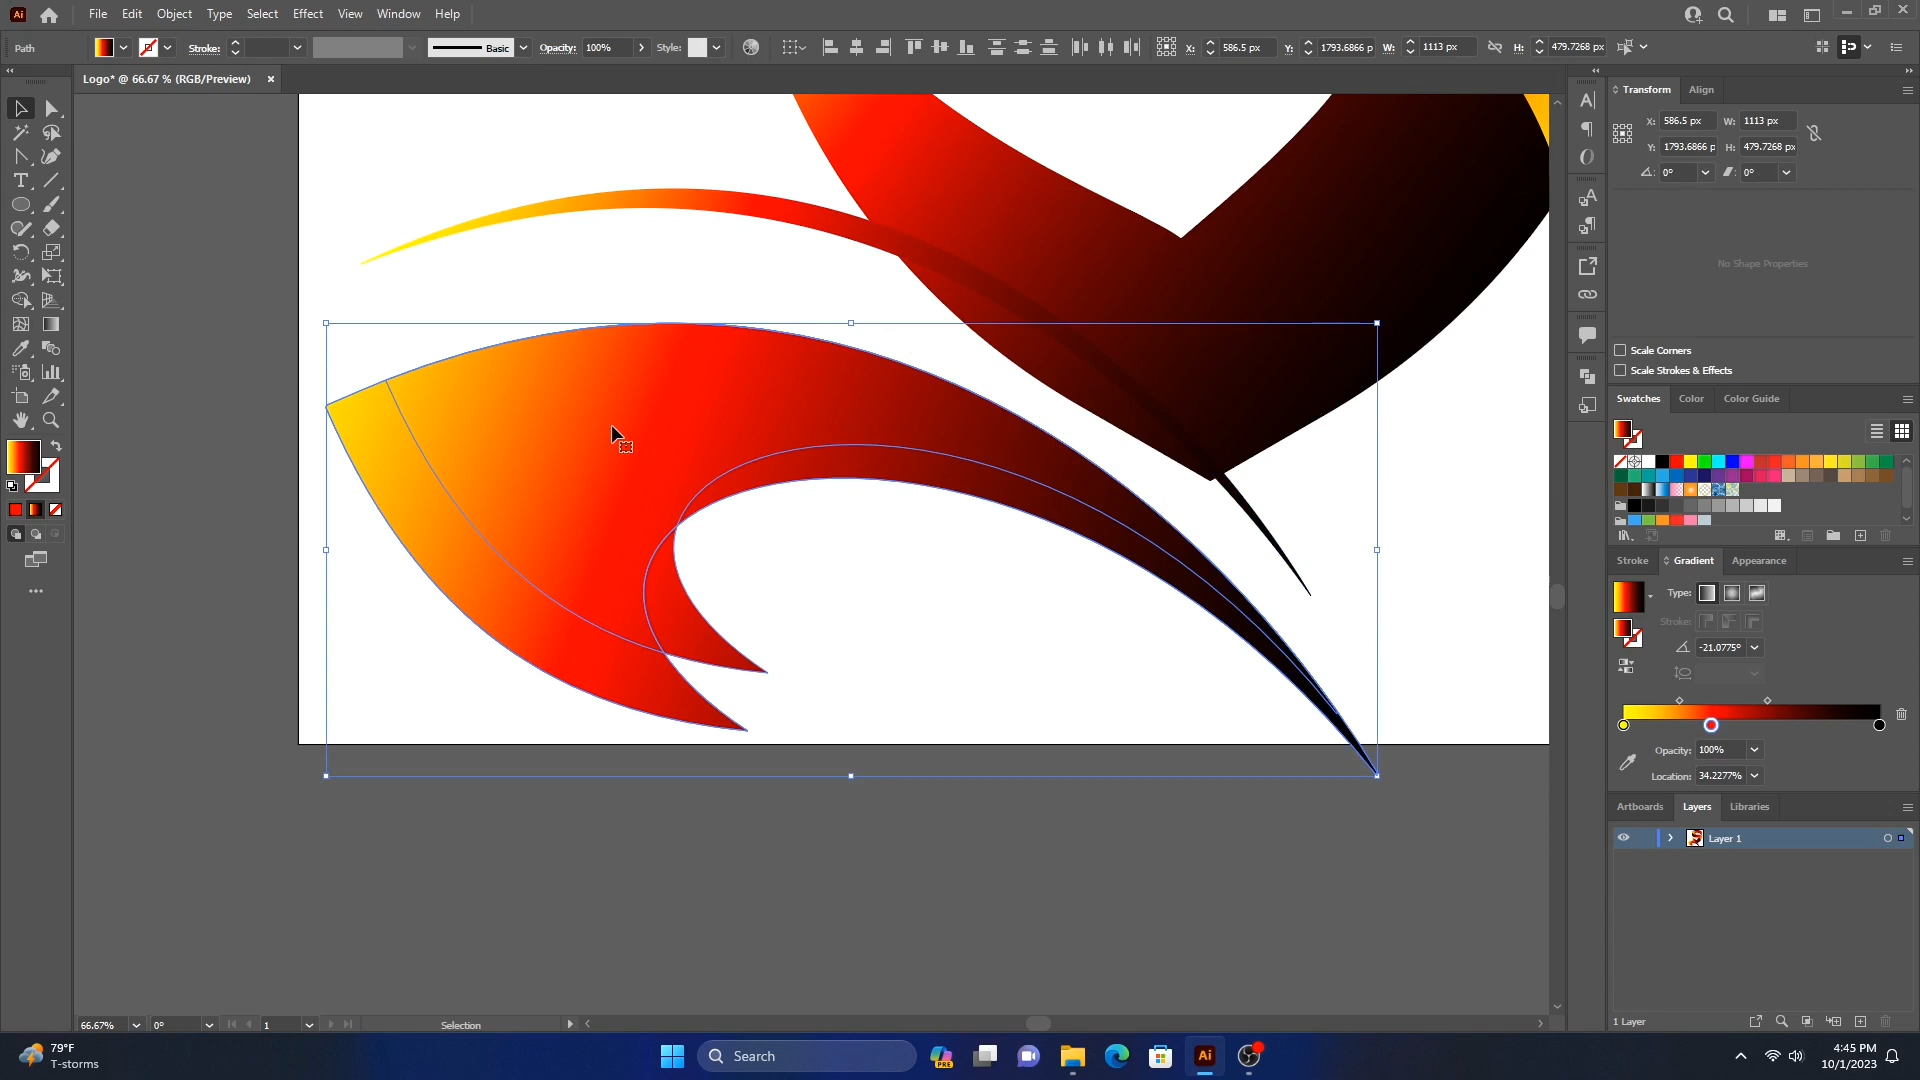 Ai File Edit Object Type Select Effect View Window Help
Path Stroke: Basic Opacity: 100% Style: X: 586.5 px Y: 1793.6866 p W: 1113 px H: 479.7268 px
Logo* @ 66.67 % (RGB/Preview) ×
Transform Align
X: 586.5 px W: 1113 px
Y: 1793.6866 p H: 479.7268 px
0° 0°
No Shape Properties
Scale Corners
Scale Strokes & Effects
Swatches Color Color Guide
Stroke Gradient Appearance
Type:
Stroke:
-21.0775°
Opacity: 100%
Location: 34.2277%
Artboards Layers Libraries
Layer 1
1 Layer
66.67% 0° 1 Selection
79°F
T-storms
Search
PRE
Ai
4:45 PM
10/1/2023